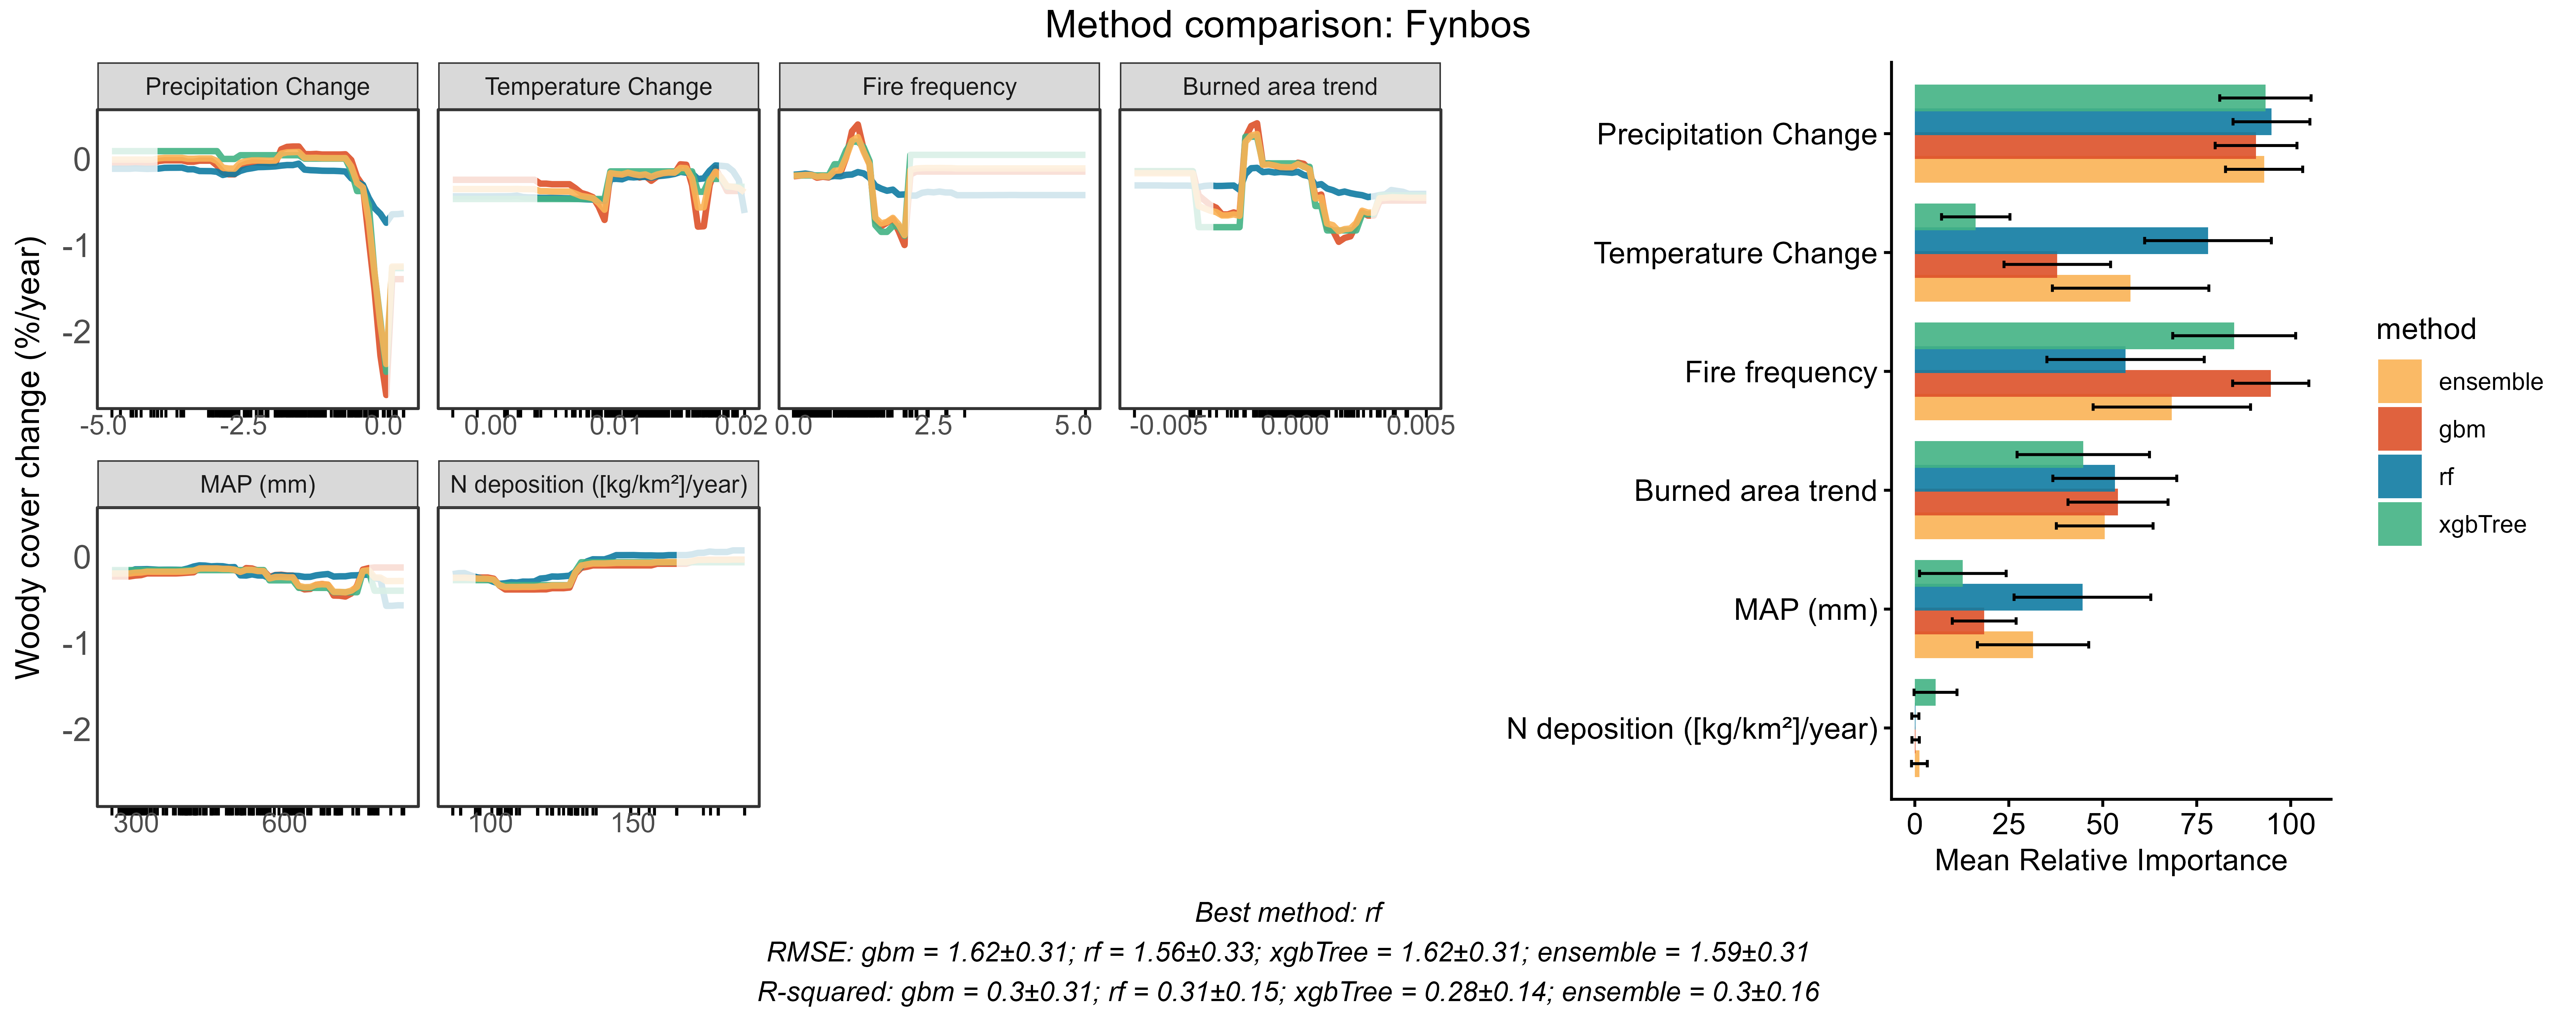 Method comparison: Fynbos
Precipitation Change
Temperature Change
Fire frequency
Burned area trend
Woody cover change (%/year)
0
-1
-2
-5.0 -2.5 0.0
0.00 0.01 0.02
0.0 2.5 5.0
-0.005 0.000 0.005
MAP (mm)
N deposition ([kg/km²]/year)
0
-1
-2
300 600
100 150
Precipitation Change
Temperature Change
Fire frequency
Burned area trend
MAP (mm)
N deposition ([kg/km²]/year)
0 25 50 75 100
Mean Relative Importance
method
ensemble
gbm
rf
xgbTree
Best method: rf
RMSE: gbm = 1.62±0.31; rf = 1.56±0.33; xgbTree = 1.62±0.31; ensemble = 1.59±0.31
R-squared: gbm = 0.3±0.31; rf = 0.31±0.15; xgbTree = 0.28±0.14; ensemble = 0.3±0.16